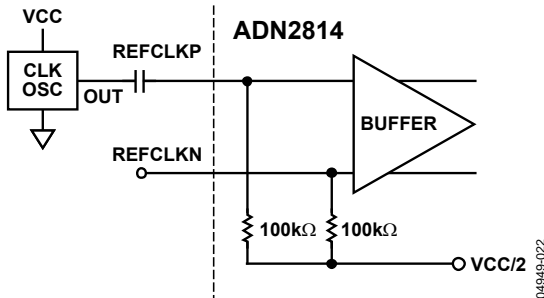 VCC
ADN2814
REFCLKP
CLK
OSC
OUT
BUFFER
REFCLKN
100kΩ
100kΩ
VCC/2
04949-022